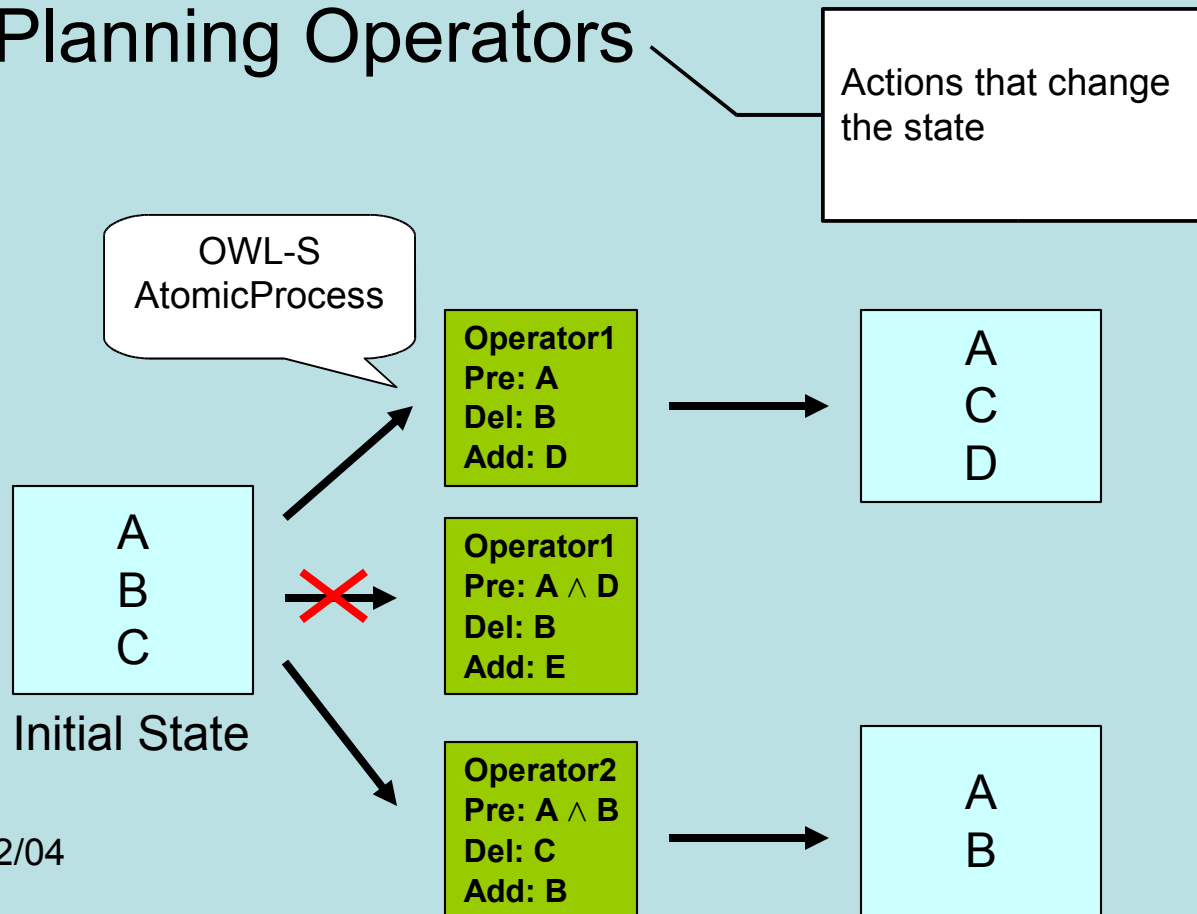 Planning Operators
Actions that change
the state
OWL-S
AtomicProcess
Operator1
Pre: A
Del: B
Add: D
A
C
D
A
B
C
Initial State
Operator1
Pre: A ∧ D
Del: B
Add: E
Operator2
Pre: A ∧ B
Del: C
Add: B
A
B
2/04